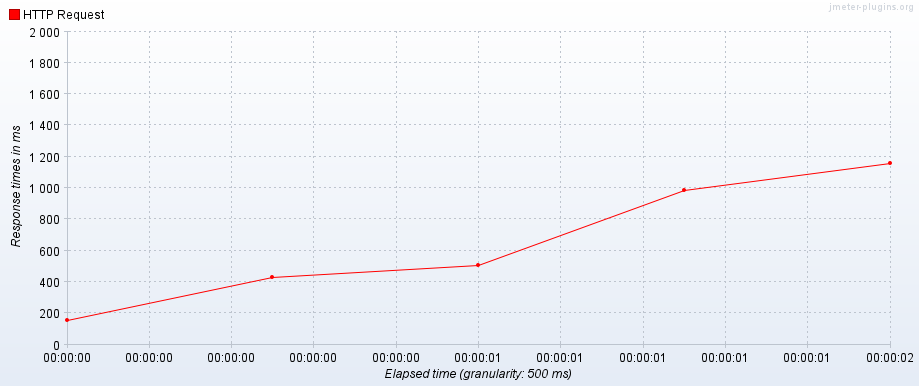 HTTP Request
jmeter-plugins.org
2 000
1 800
1 600
1 400
1 200
1 000
800
600
400
200
0
Response times in ms
00:00:00 00:00:00 00:00:00 00:00:00 00:00:00 00:00:01 00:00:01 00:00:01 00:00:01 00:00:01 00:00:02
Elapsed time (granularity: 500 ms)